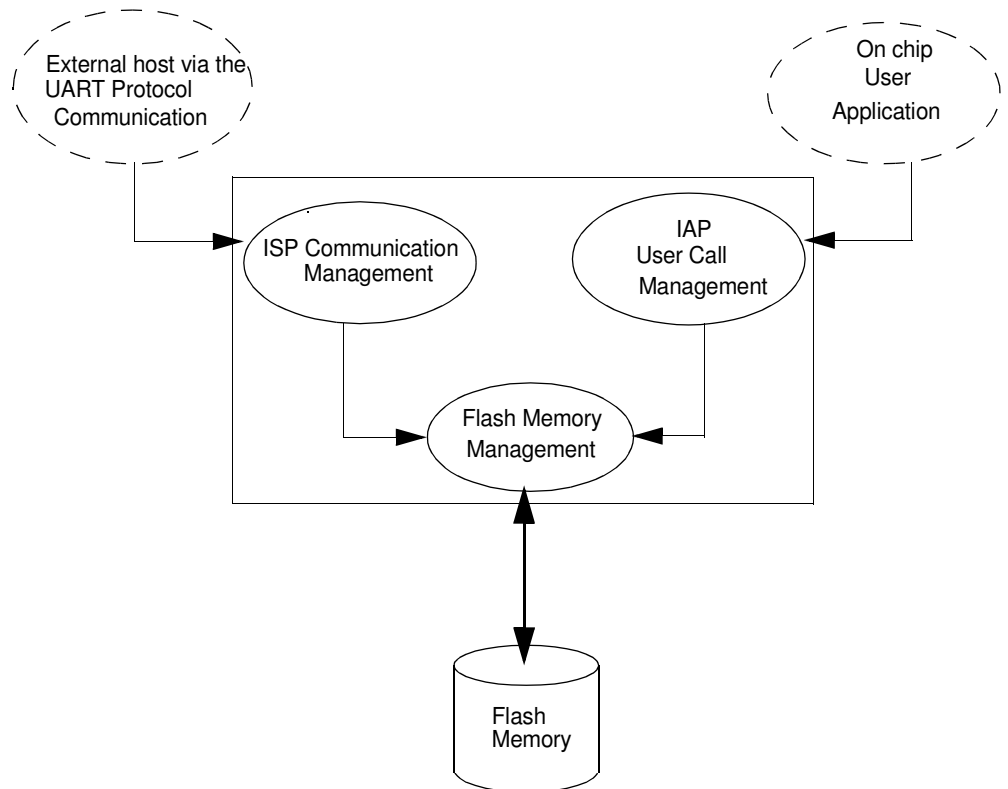 External host via the
UART Protocol
Communication
On chip
User
Application
ISP Communication
Management
IAP
User Call
Management
Flash Memory
Management
Flash
Memory